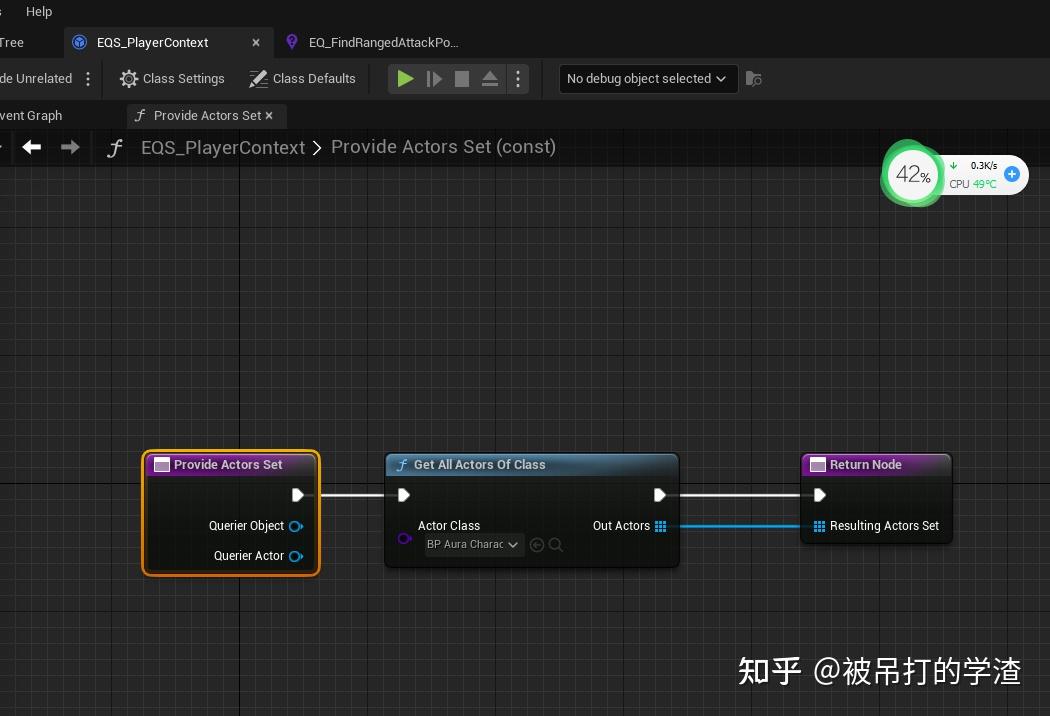 Help
Tree
EQS_PlayerContext
EQ_FindRangedAttackPo...
de Unrelated
Class Settings
Class Defaults
No debug object selected
vent Graph
Provide Actors Set
EQS_PlayerContext > Provide Actors Set (const)
42%
0.3K/s
CPU 49°C
Provide Actors Set
Querier Object
Querier Actor
Get All Actors Of Class
Actor Class
BP Aura Charac
Out Actors
Return Node
Resulting Actors Set
知乎 @被吊打的学渣